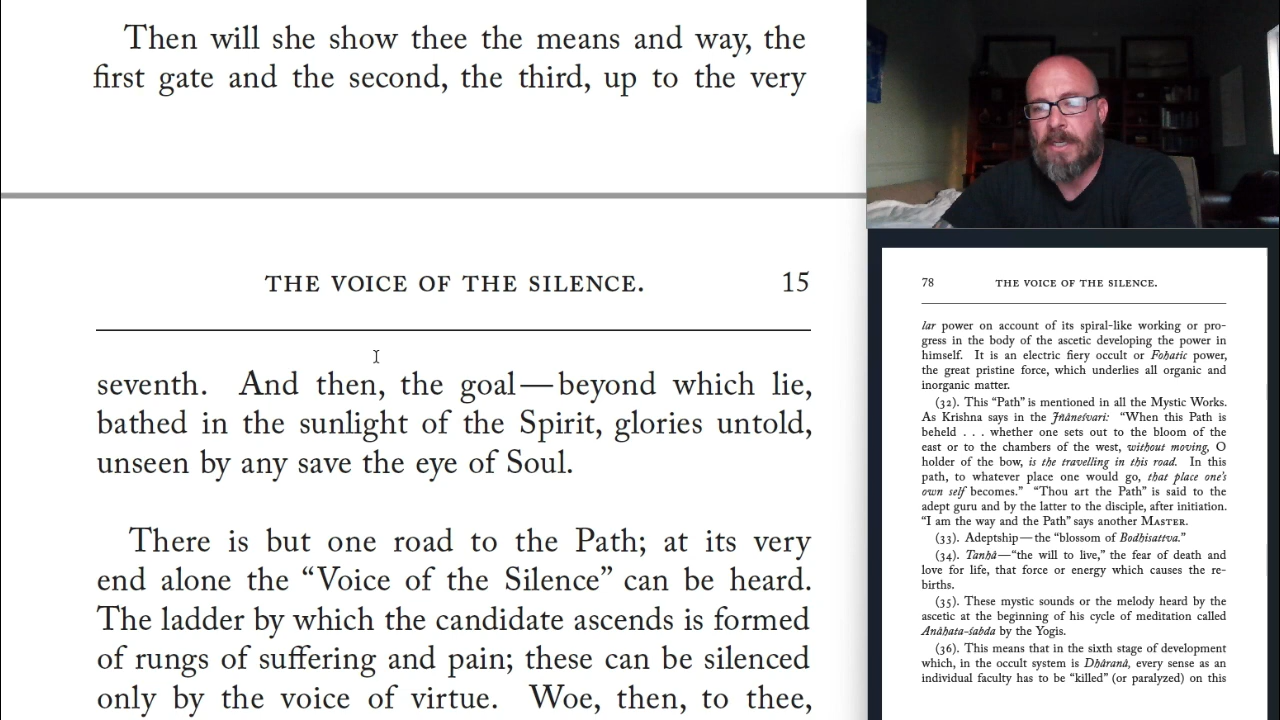 Then will she show thee the means and way, the
first gate and the second, the third, up to the very
THE VOICE OF THE SILENCE. 15
seventh. And then, the goal—beyond which lie,
bathed in the sunlight of the Spirit, glories untold,
unseen by any save the eye of Soul.
There is but one road to the Path; at its very
end alone the “Voice of the Silence” can be heard.
The ladder by which the candidate ascends is formed
of rungs of suffering and pain; these can be silenced
only by the voice of virtue. Woe, then, to thee,
78 THE VOICE OF THE SILENCE.
lar power on account of its spiral-like working or pro-
gress in the body of the ascetic developing the power in
himself. It is an electric fiery occult or Fohatic power,
the great pristine force, which underlies all organic and
inorganic matter.
(32). This “Path” is mentioned in all the Mystic Works.
As Krishna says in the Jñâneśvari: “When this Path is
beheld . . . whether one sets out to the bloom of the
east or to the chambers of the west, without moving, O
holder of the bow, is the travelling in this road. In this
path, to whatever place one would go, that place one’s
own self becomes.” “Thou art the Path” is said to the
adept guru and by the latter to the disciple, after initiation.
“I am the way and the Path” says another MASTER.
(33). Adeptship—the “blossom of Bodhisattva.”
(34). Tanhâ—“the will to live,” the fear of death and
love for life, that force or energy which causes the re-
births.
(35). These mystic sounds or the melody heard by the
ascetic at the beginning of his cycle of meditation called
Anâhata-śabda by the Yogis.
(36). This means that in the sixth stage of development
which, in the occult system is Dhâranâ, every sense as an
individual faculty has to be “killed” (or paralyzed) on this